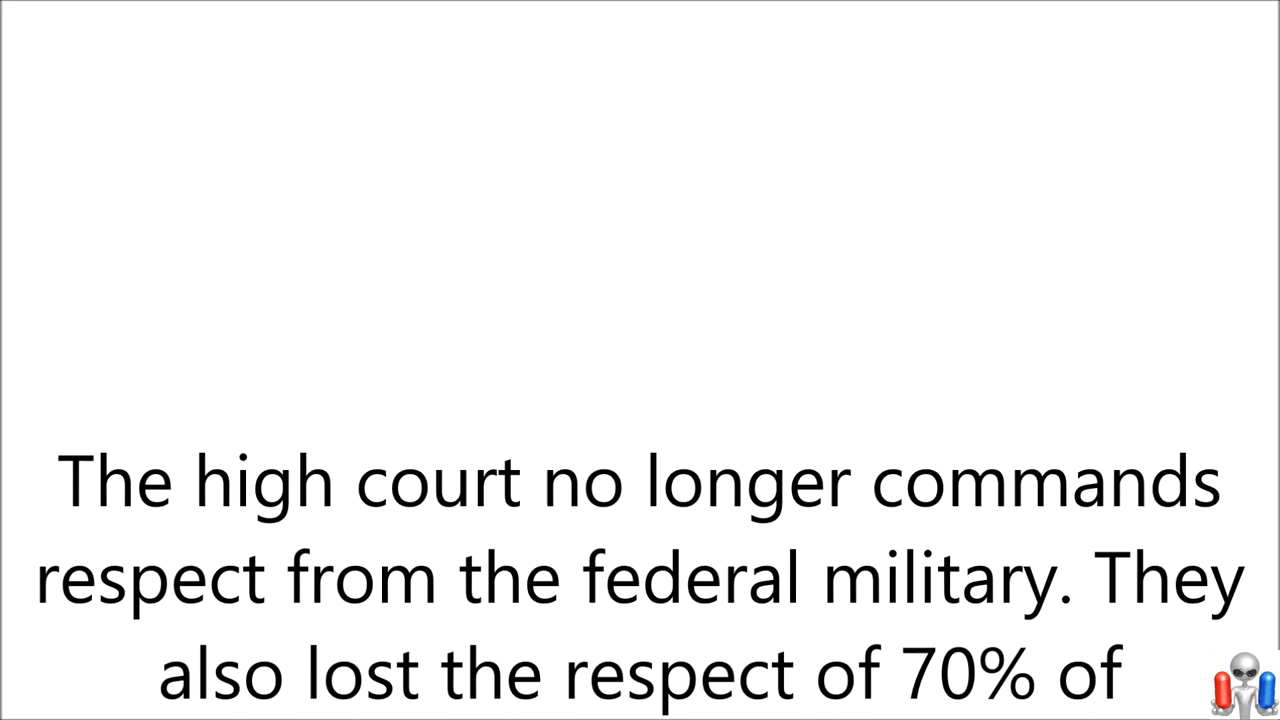 The high court no longer commands
respect from the federal military. They
also lost the respect of 70% of